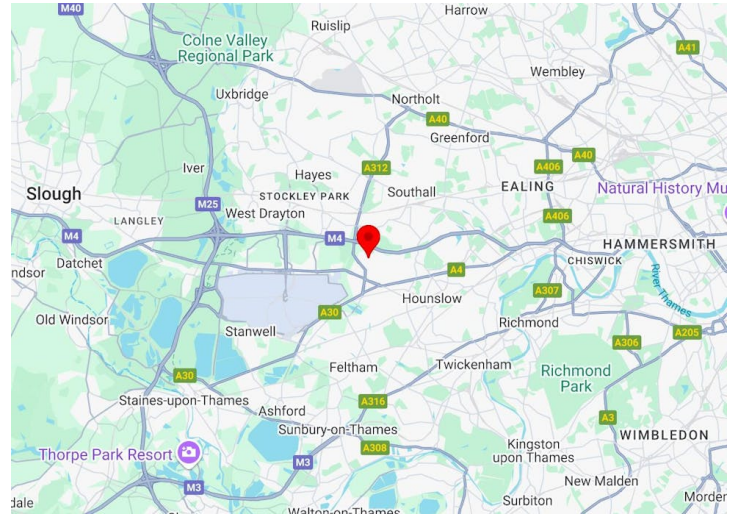 M40
Harrow
Ruislip
Colne Valley
Regional Park
A41
Wembley
Uxbridge
Northolt
A40
Greenford
A40
A312
A406
Iver
Hayes
Southall
EALING
Natural History Mu
Slough
STOCKLEY PARK
M25
LANGLEY
West Drayton
A406
M4
M4
HAMMERSMITH
CHISWICK
Datchet
ndsor
A4
River
Thames
A307
Hounslow
Old Windsor
A30
Richmond
Stanwell
A205
A306
Feltham
Twickenham
Richmond
Park
A30
Staines-upon-Thames
A316
Ashford
A3
Sunbury-on-Thames
WIMBLEDON
Kingston
upon Thames
A308
Thorpe Park Resort
M3
New Malden
M3
dale
Surbiton
Morden
Walton-on-Thames